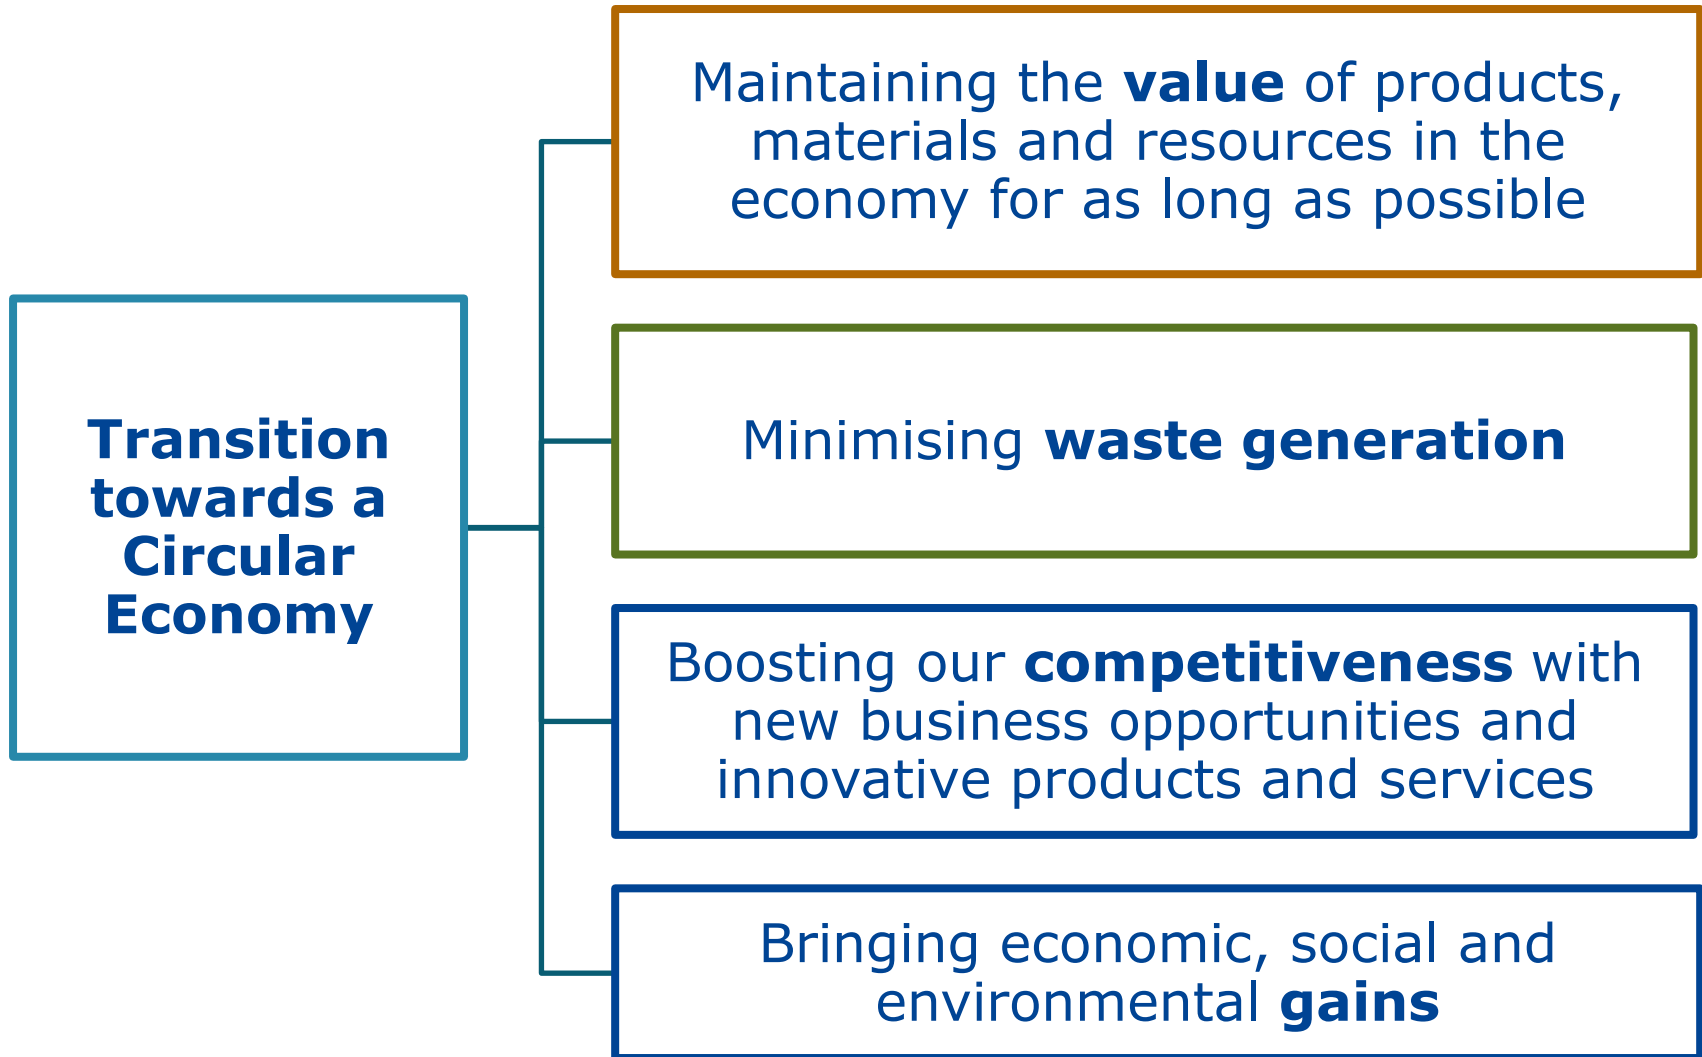 Maintaining the value of products,
materials and resources in the
economy for as long as possible
Transition
towards a
Circular
Economy
Minimising waste generation
Boosting our competitiveness with
new business opportunities and
innovative products and services
Bringing economic, social and
environmental gains